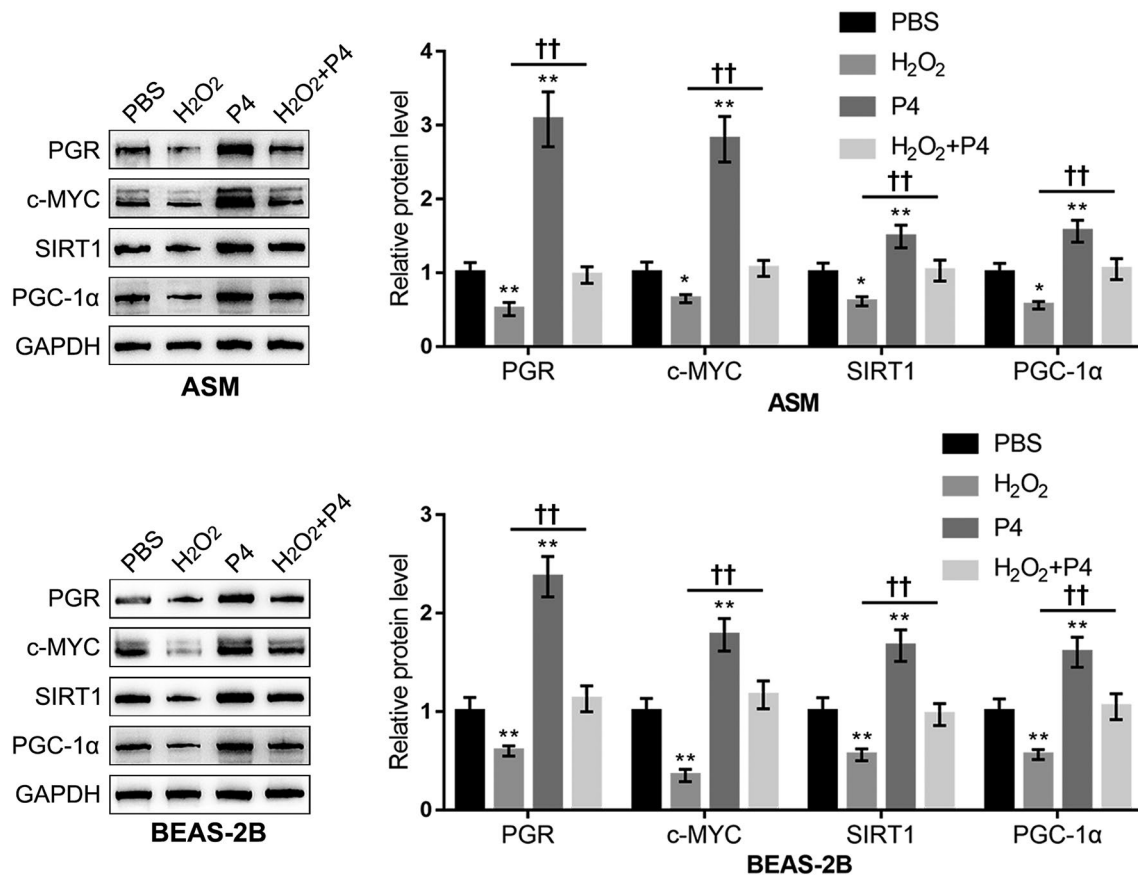 PBS H₂O₂ P4 H₂O₂+P4
PGR
c-MYC
SIRT1
PGC-1α
GAPDH
ASM
PBS
H₂O₂
P4
H₂O₂+P4
Relative protein level
4
3
2
1
0
†† †† †† ††
** ** * ** * ** * **
PGR c-MYC SIRT1 PGC-1α
ASM
PBS H₂O₂ P4 H₂O₂+P4
PGR
c-MYC
SIRT1
PGC-1α
GAPDH
BEAS-2B
PBS
H₂O₂
P4
H₂O₂+P4
Relative protein level
3
2
1
0
†† †† †† ††
** ** ** ** ** ** ** **
PGR c-MYC SIRT1 PGC-1α
BEAS-2B